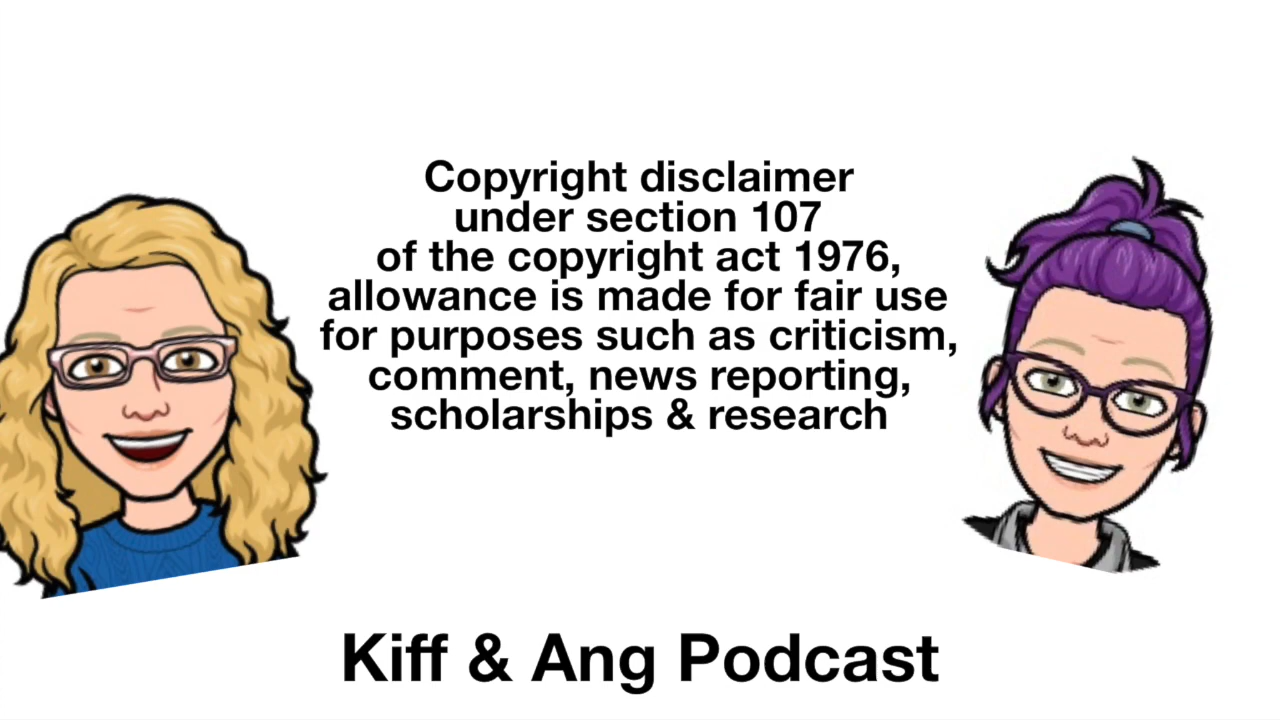 Copyright disclaimer
under section 107
of the copyright act 1976,
allowance is made for fair use
for purposes such as criticism,
comment, news reporting,
scholarships & research
Kiff & Ang Podcast